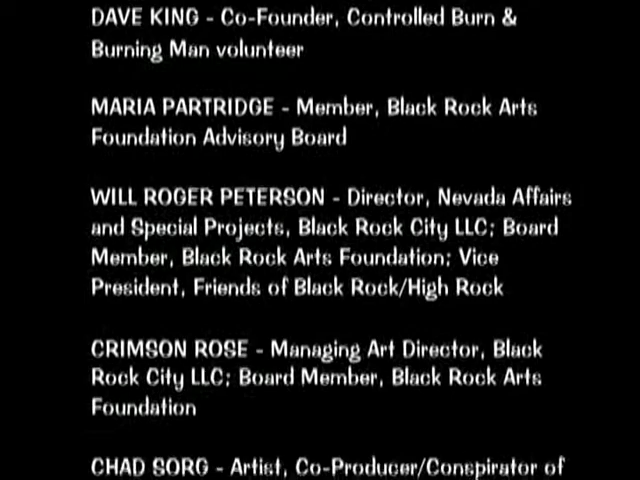 DAVE KING - Co-Founder, Controlled Burn &
Burning Man volunteer
MARIA PARTRIDGE - Member, Black Rock Arts
Foundation Advisory Board
WILL ROGER PETERSON - Director, Nevada Affairs
and Special Projects, Black Rock City LLC; Board
Member, Black Rock Arts Foundation; Vice
President, Friends of Black Rock/High Rock
CRIMSON ROSE - Managing Art Director, Black
Rock City LLC; Board Member, Black Rock Arts
Foundation
CHAD SORG - Artist, Co-Producer/Conspirator of